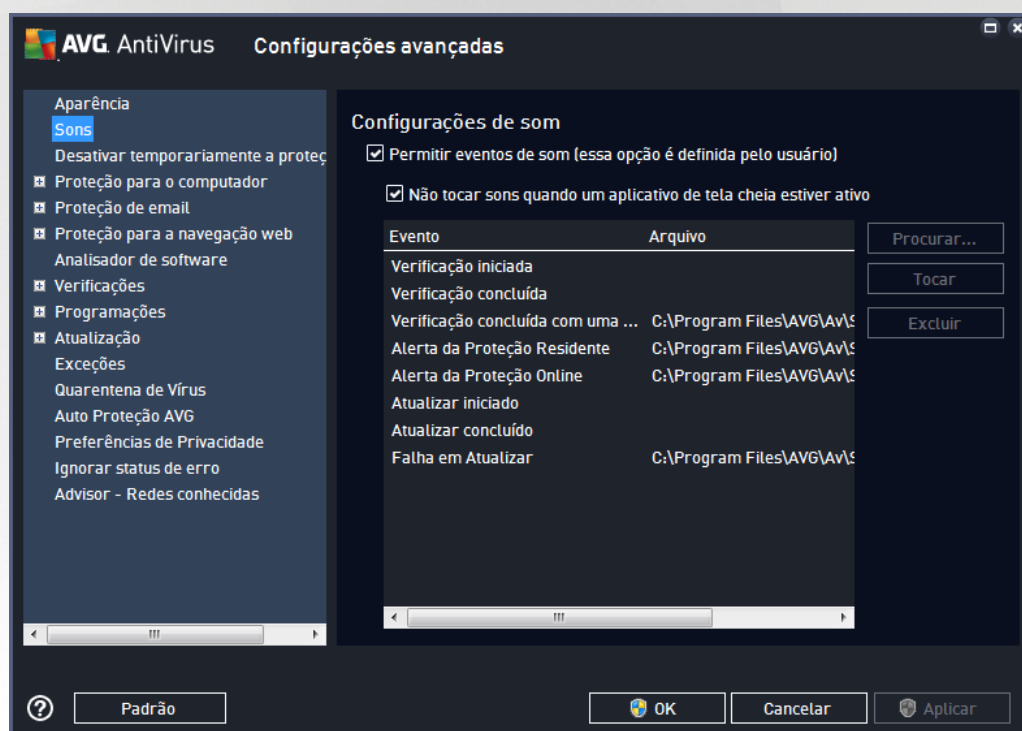 AVG. AntiVirus Configurações avançadas
Aparência
Sons
Desativar temporariamente a proteç
Proteção para o computador
Proteção de email
Proteção para a navegação web
Analisador de software
Verificações
Programações
Atualização
Exceções
Quarentena de Vírus
Auto Proteção AVG
Preferências de Privacidade
Ignorar status de erro
Advisor - Redes conhecidas
Configurações de som
Permitir eventos de som (essa opção é definida pelo usuário)
Não tocar sons quando um aplicativo de tela cheia estiver ativo
Evento Arquivo
Verificação iniciada
Verificação concluída
Verificação concluída com uma ... C:\Program Files\AVG\Av\S
Alerta da Proteção Residente C:\Program Files\AVG\Av\S
Alerta da Proteção Online C:\Program Files\AVG\Av\S
Atualizar iniciado
Atualizar concluído
Falha em Atualizar C:\Program Files\AVG\Av\S
Procurar...
Tocar
Excluir
Padrão
OK
Cancelar
Aplicar